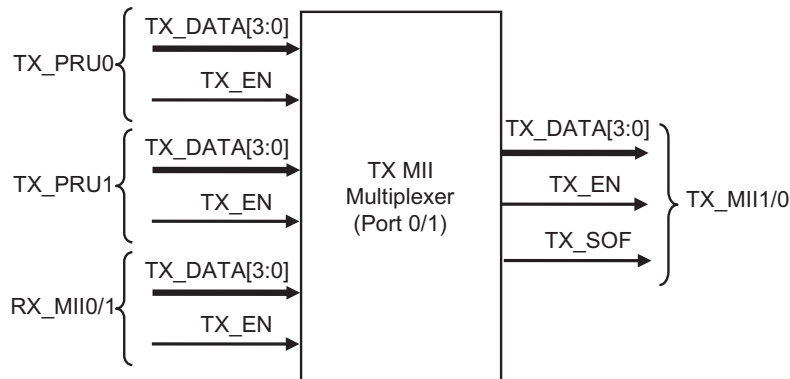 TX_PRU0
TX_DATA[3:0]
TX_EN
TX_PRU1
TX_DATA[3:0]
TX_EN
RX_MII0/1
TX_DATA[3:0]
TX_EN
TX MII
Multiplexer
(Port 0/1)
TX_DATA[3:0]
TX_EN
TX_SOF
TX_MII1/0